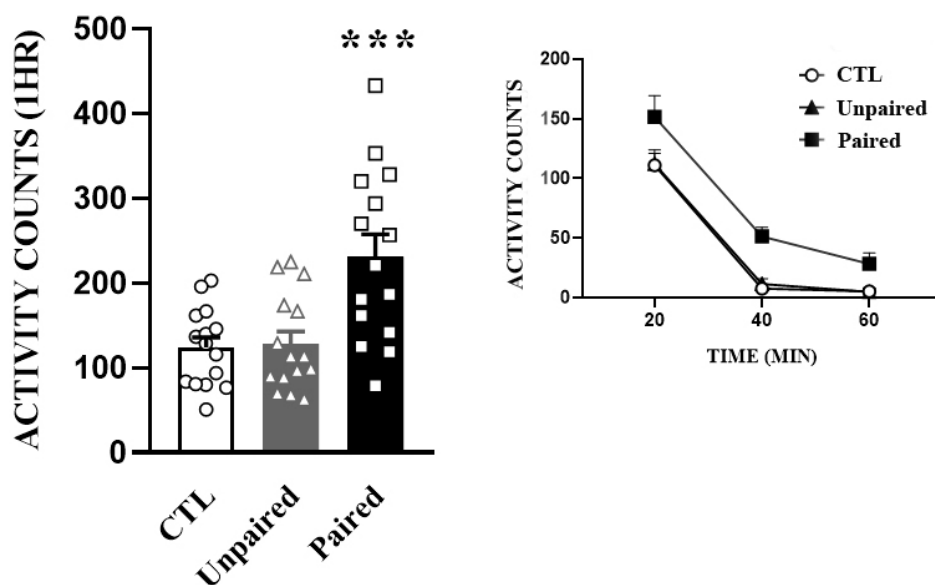 ACTIVITY COUNTS (1HR)
500
400
300
200
100
0
***
CTL
Unpaired
Paired
ACTIVITY COUNTS
200
150
100
50
0
20
40
60
TIME (MIN)
CTL
Unpaired
Paired